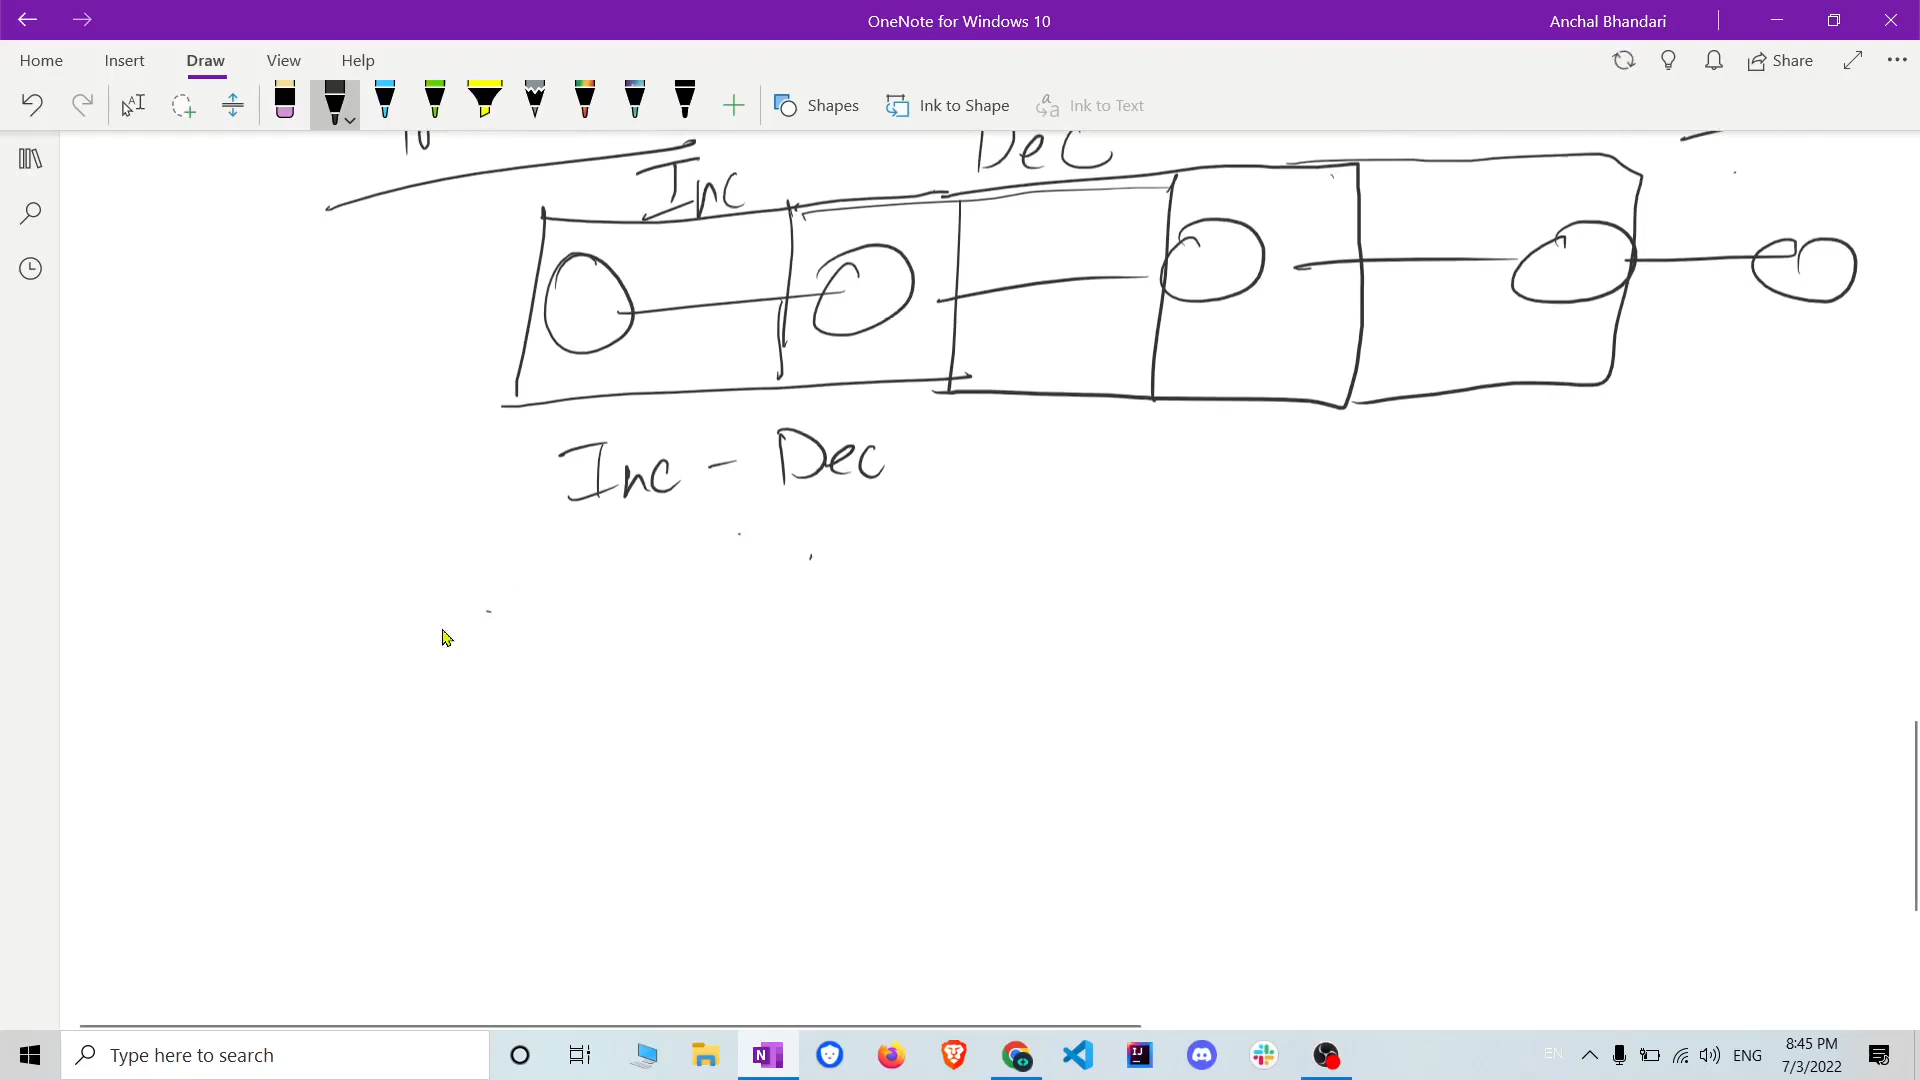 OneNote for Windows 10
Anchal Bhandari
Home Insert Draw View Help
Share
Shapes
Ink to Shape
Ink to Text
10
Dec
Inc
Inc - Dec
Type here to search
EN
ENG
8:45 PM
7/3/2022